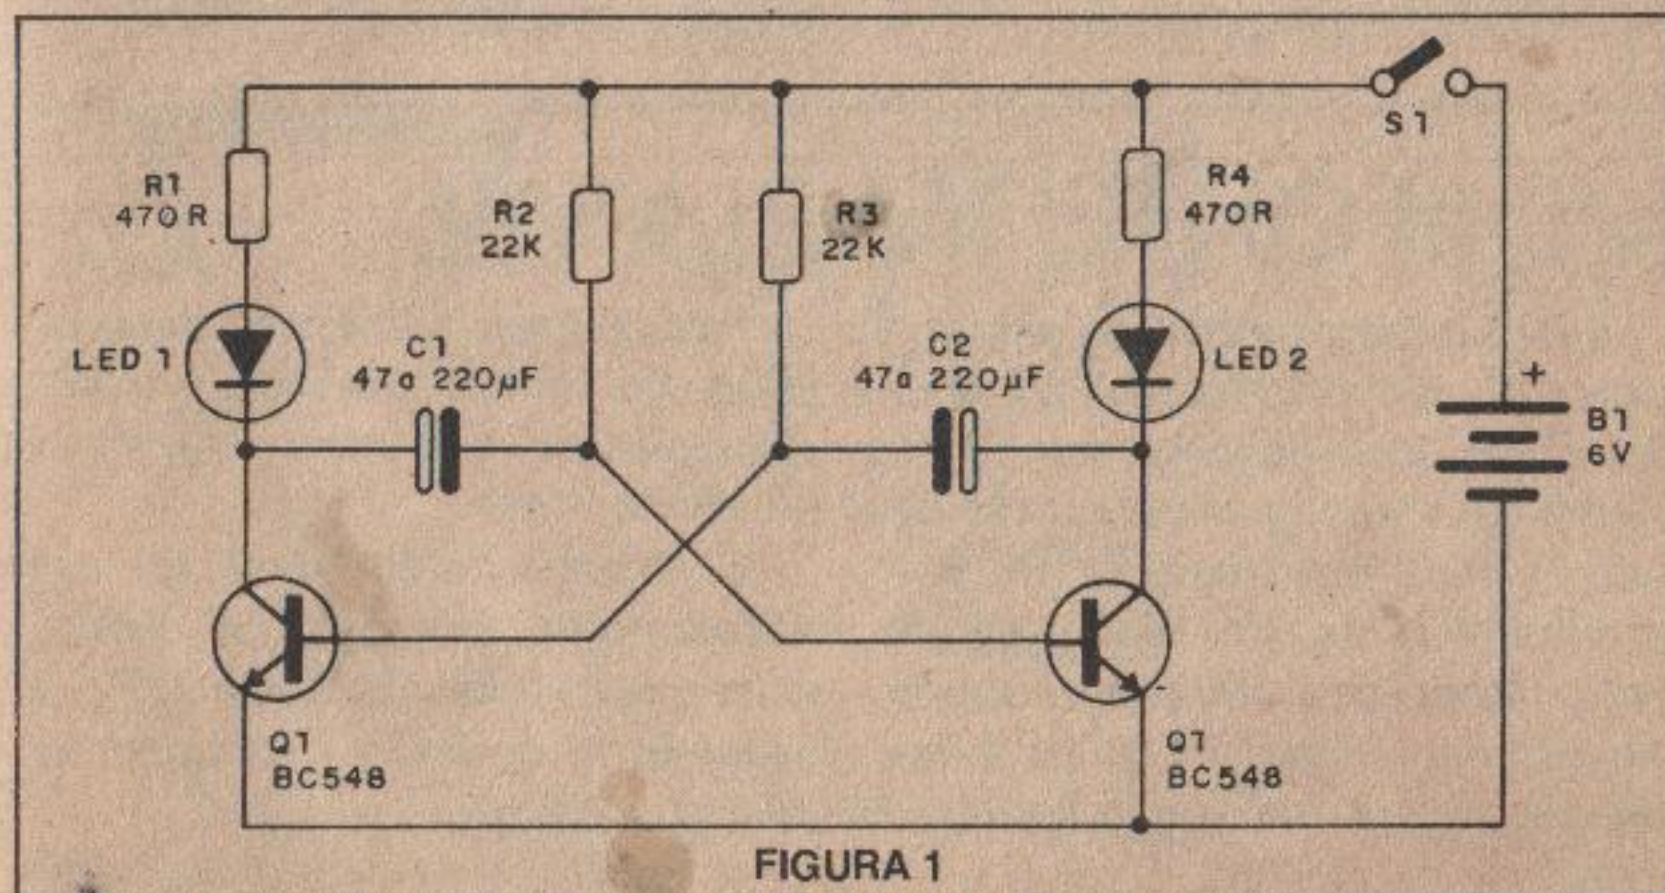 S1
R1
470R
R2
22K
R3
22K
R4
470R
LED 1
C1
47a 220µF
C2
47a 220µF
LED 2
+
B1
6V
Q1
BC548
Q1
BC548
FIGURA 1